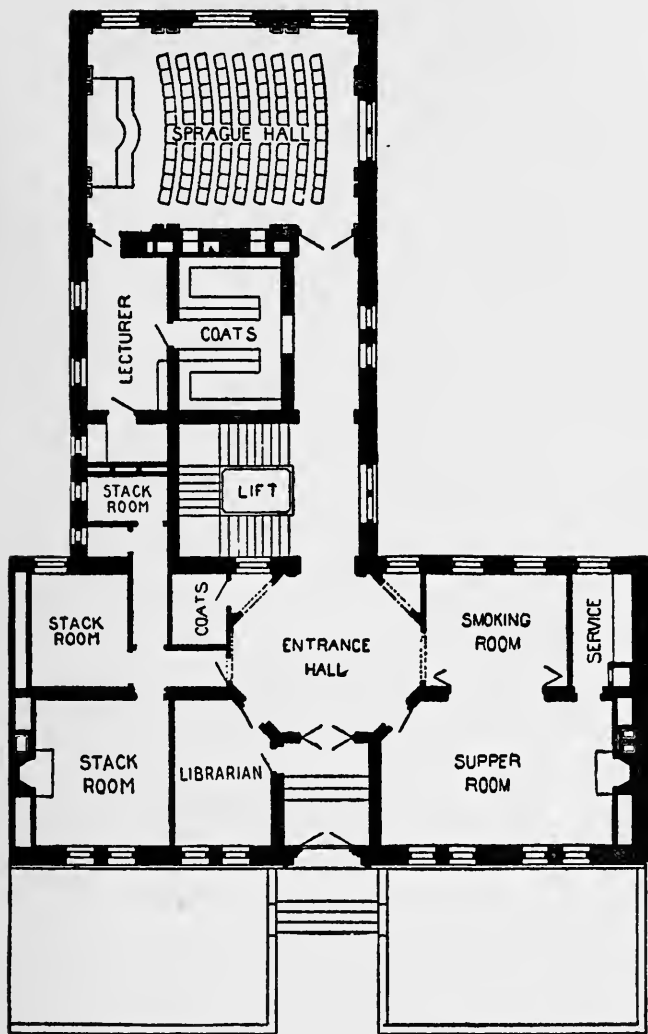 SPRAGUE HALL
LECTURER
COATS
LIFT
STACK
ROOM
STACK
ROOM
COATS
ENTRANCE
HALL
SMOKING
ROOM
SERVICE
STACK
ROOM
LIBRARIAN
SUPPER
ROOM